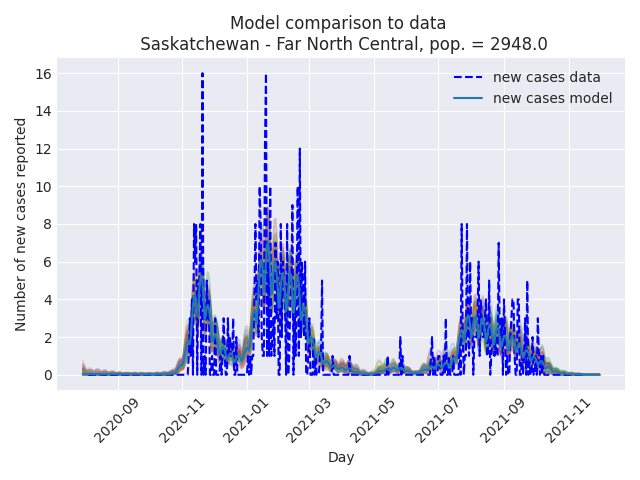 Model comparison to data
Saskatchewan - Far North Central, pop. = 2948.0
new cases data
new cases model
Number of new cases reported
16
14
12
10
8
6
4
2
0
2020-09
2020-11
2021-01
2021-03
2021-05
2021-07
2021-09
2021-11
Day